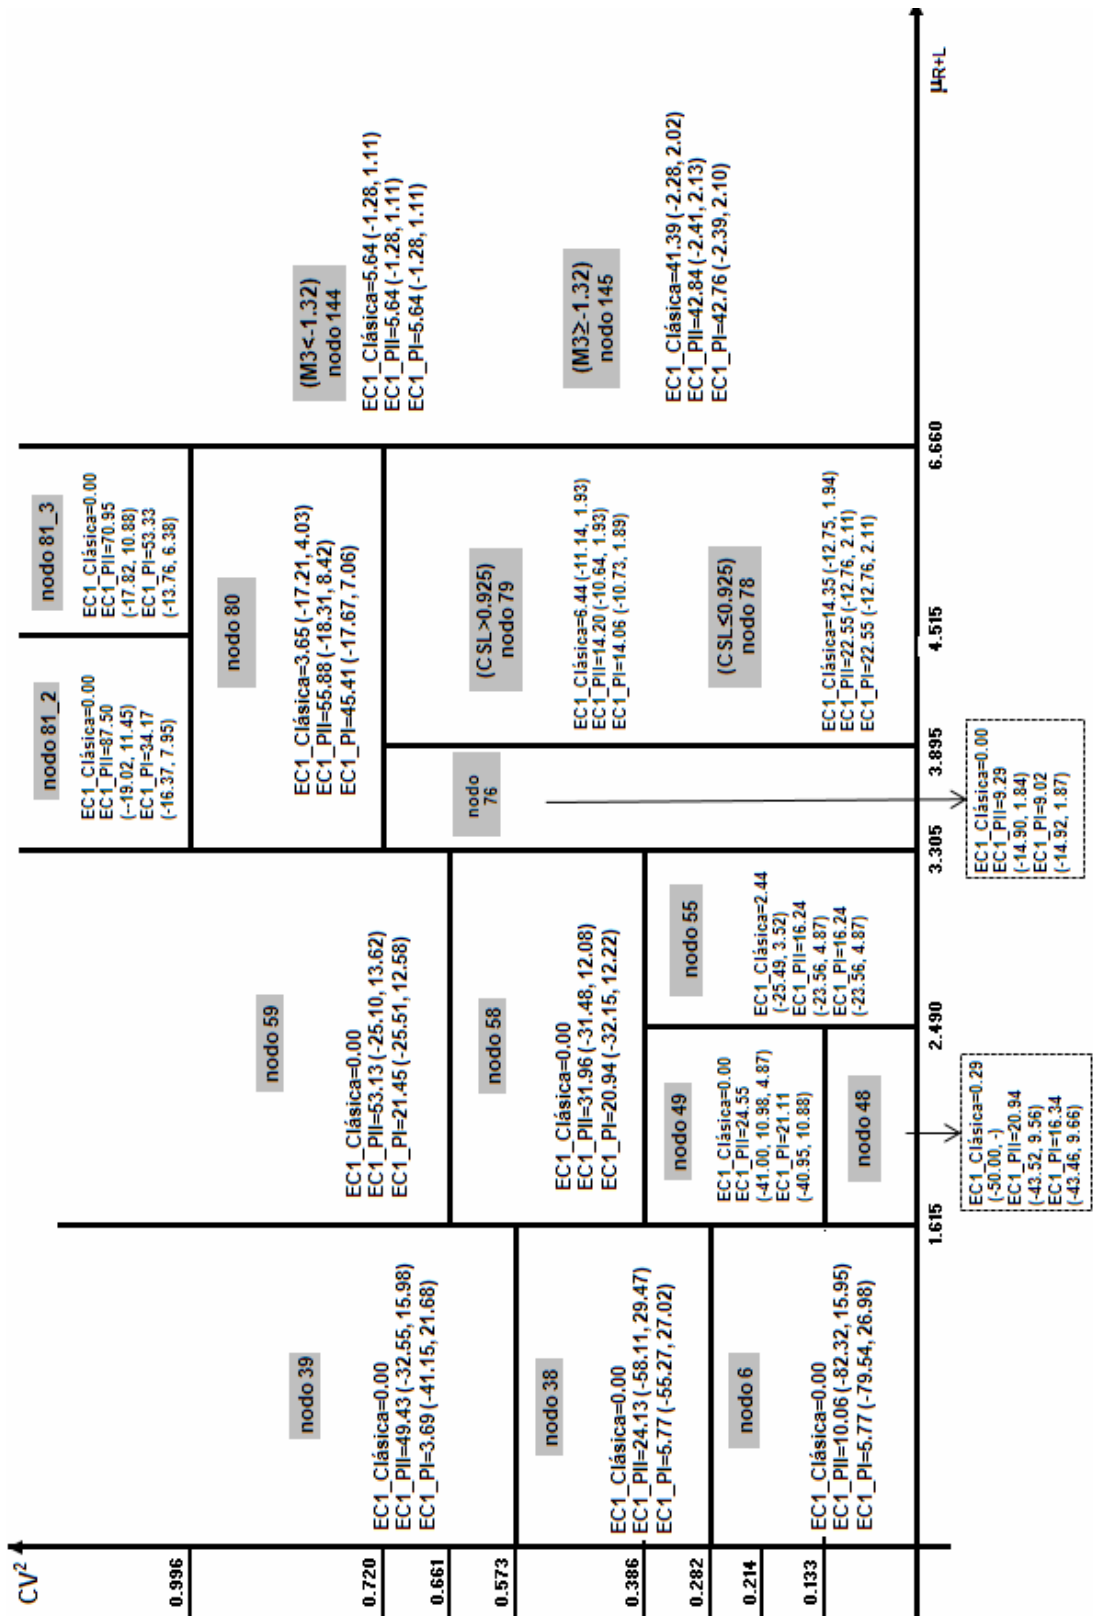 CV²
0.996
0.720
0.661
0.573
0.386
0.282
0.214
0.133
nodo 39
EC1_Clásica=0.00
EC1_PII=49.43 (-32.55, 15.98)
EC1_PI=3.69 (-41.15, 21.68)
nodo 38
EC1_Clásica=0.00
EC1_PII=24.13 (-58.11, 29.47)
EC1_PI=5.77 (-55.27, 27.02)
nodo 6
EC1_Clásica=0.00
EC1_PII=10.06 (-82.32, 15.95)
EC1_PI=5.77 (-79.54, 26.98)
nodo 59
EC1_Clásica=0.00
EC1_PII=53.13 (-25.10, 13.62)
EC1_PI=21.45 (-25.51, 12.58)
nodo 58
EC1_Clásica=0.00
EC1_PII=31.96 (-31.48, 12.08)
EC1_PI=20.94 (-32.15, 12.22)
nodo 49
EC1_Clásica=0.00
EC1_PII=24.55
(-41.00, 10.98, 4.87)
EC1_PI=21.11
(-40.95, 10.88)
nodo 48
EC1_Clásica=0.29
(-50.00, -)
EC1_PII=20.94
(-43.52, 9.56)
EC1_PI=16.34
(-43.46, 9.66)
nodo 55
EC1_Clásica=2.44
(-25.49, 3.52)
EC1_PII=16.24
(-23.56, 4.87)
EC1_PI=16.24
(-23.56, 4.87)
nodo 81_2
EC1_Clásica=0.00
EC1_PII=87.50
(--19.02, 11.45)
EC1_PI=34.17
(-16.37, 7.95)
nodo 81_3
EC1_Clásica=0.00
EC1_PII=70.95
(-17.82, 10.88)
EC1_PI=53.33
(-13.76, 6.38)
nodo 80
EC1_Clásica=3.65 (-17.21, 4.03)
EC1_PII=55.88 (-18.31, 8.42)
EC1_PI=45.41 (-17.67, 7.06)
nodo
76
EC1_Clásica=0.00
EC1_PII=9.29
(-14.90, 1.84)
EC1_PI=9.02
(-14.92, 1.87)
(CSL>0.925)
nodo 79
EC1_Clásica=6.44 (-11.14, 1.93)
EC1_PII=14.20 (-10.64, 1.93)
EC1_PI=14.06 (-10.73, 1.89)
(CSL≤0.925)
nodo 78
EC1_Clásica=14.35 (-12.75, 1.94)
EC1_PII=22.55 (-12.76, 2.11)
EC1_PI=22.55 (-12.76, 2.11)
(M3<-1.32)
nodo 144
EC1_Clásica=5.64 (-1.28, 1.11)
EC1_PII=5.64 (-1.28, 1.11)
EC1_PI=5.64 (-1.28, 1.11)
(M3≥-1.32)
nodo 145
EC1_Clásica=41.39 (-2.28, 2.02)
EC1_PII=42.84 (-2.41, 2.13)
EC1_PI=42.76 (-2.39, 2.10)
1.615
2.490
3.305
3.895
4.515
6.660
μR+L